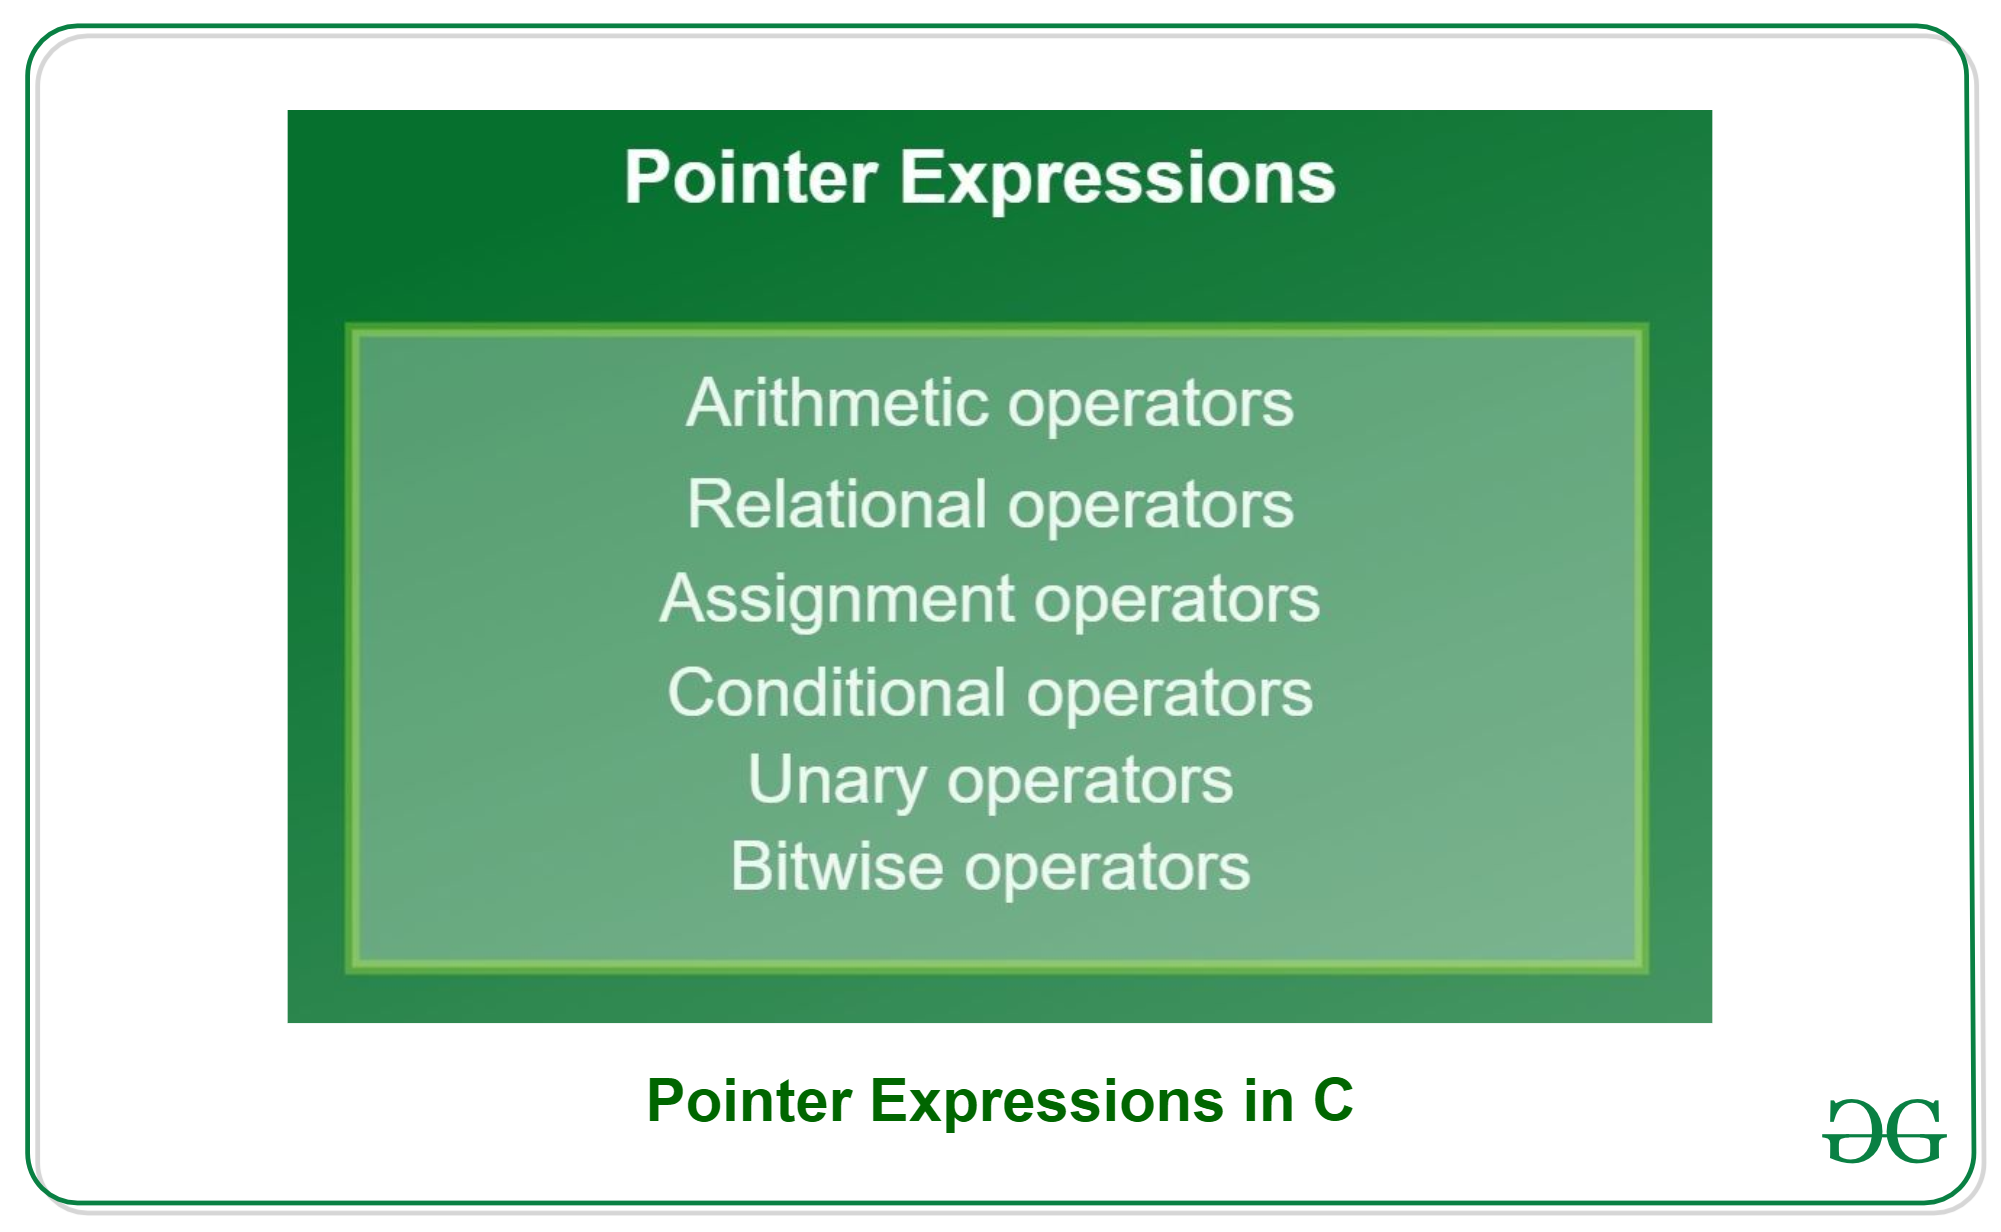 Pointer Expressions
Arithmetic operators
Relational operators
Assignment operators
Conditional operators
Unary operators
Bitwise operators
Pointer Expressions in C